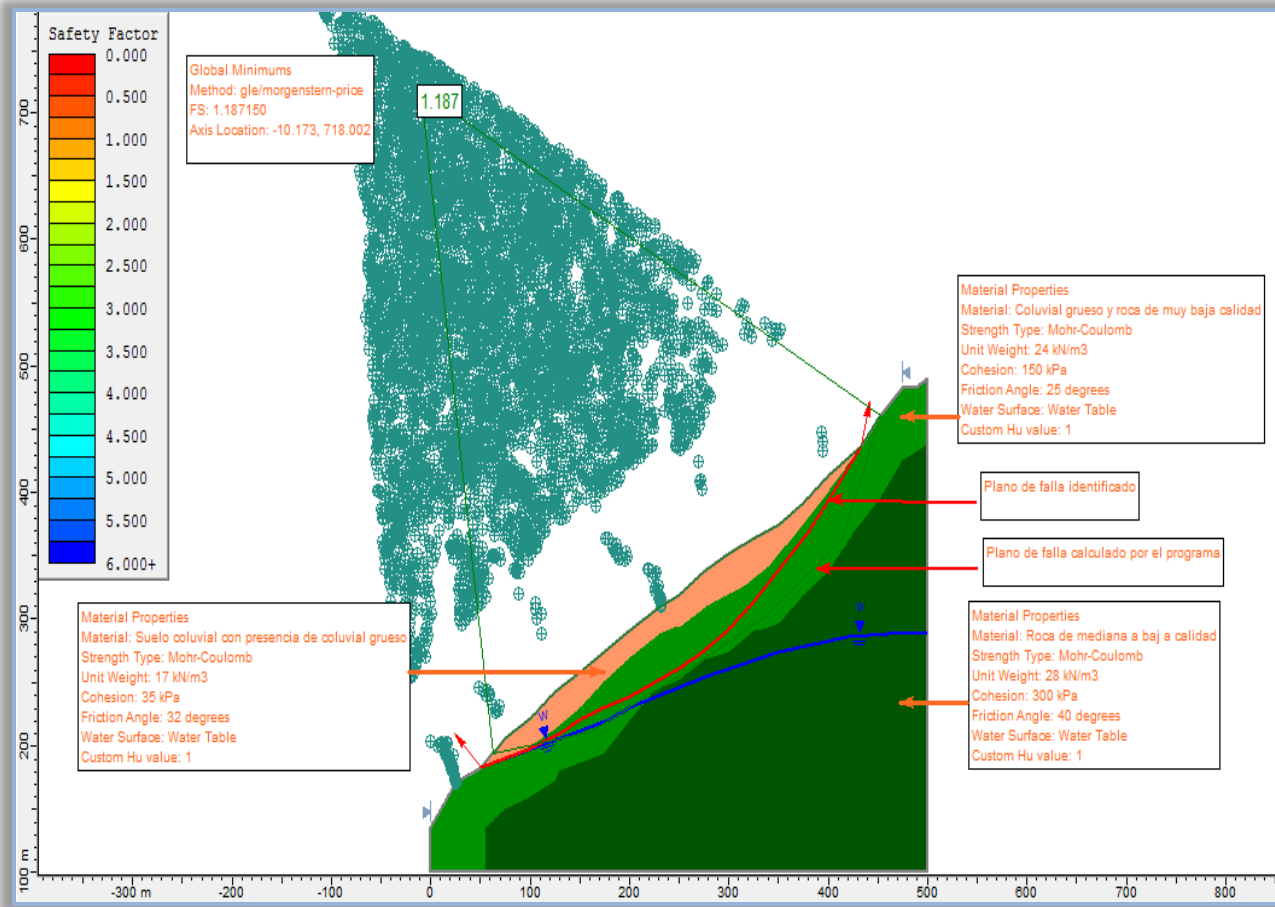 Safety Factor
0.000
0.500
1.000
1.500
2.000
2.500
3.000
3.500
4.000
4.500
5.000
5.500
6.000+
Global Minimums
Method: gle/morgenstern-price
FS: 1.187150
Axis Location: -10.173, 718.002
1.187
Material Properties
Material: Coluvial grueso y roca de muy baja calidad
Strength Type: Mohr-Coulomb
Unit Weight: 24 kN/m3
Cohesion: 150 kPa
Friction Angle: 25 degrees
Water Surface: Water Table
Custom Hu value: 1
Plano de falla identificado
Plano de falla calculado por el programa
Material Properties
Material: Suelo coluvial con presencia de coluvial grueso
Strength Type: Mohr-Coulomb
Unit Weight: 17 kN/m3
Cohesion: 35 kPa
Friction Angle: 32 degrees
Water Surface: Water Table
Custom Hu value: 1
Material Properties
Material: Roca de mediana a baj a calidad
Strength Type: Mohr-Coulomb
Unit Weight: 28 kN/m3
Cohesion: 300 kPa
Friction Angle: 40 degrees
Water Surface: Water Table
Custom Hu value: 1
W
W
700
600
500
400
300
200
100 m
-300 m
-200
-100
0
100
200
300
400
500
600
700
800